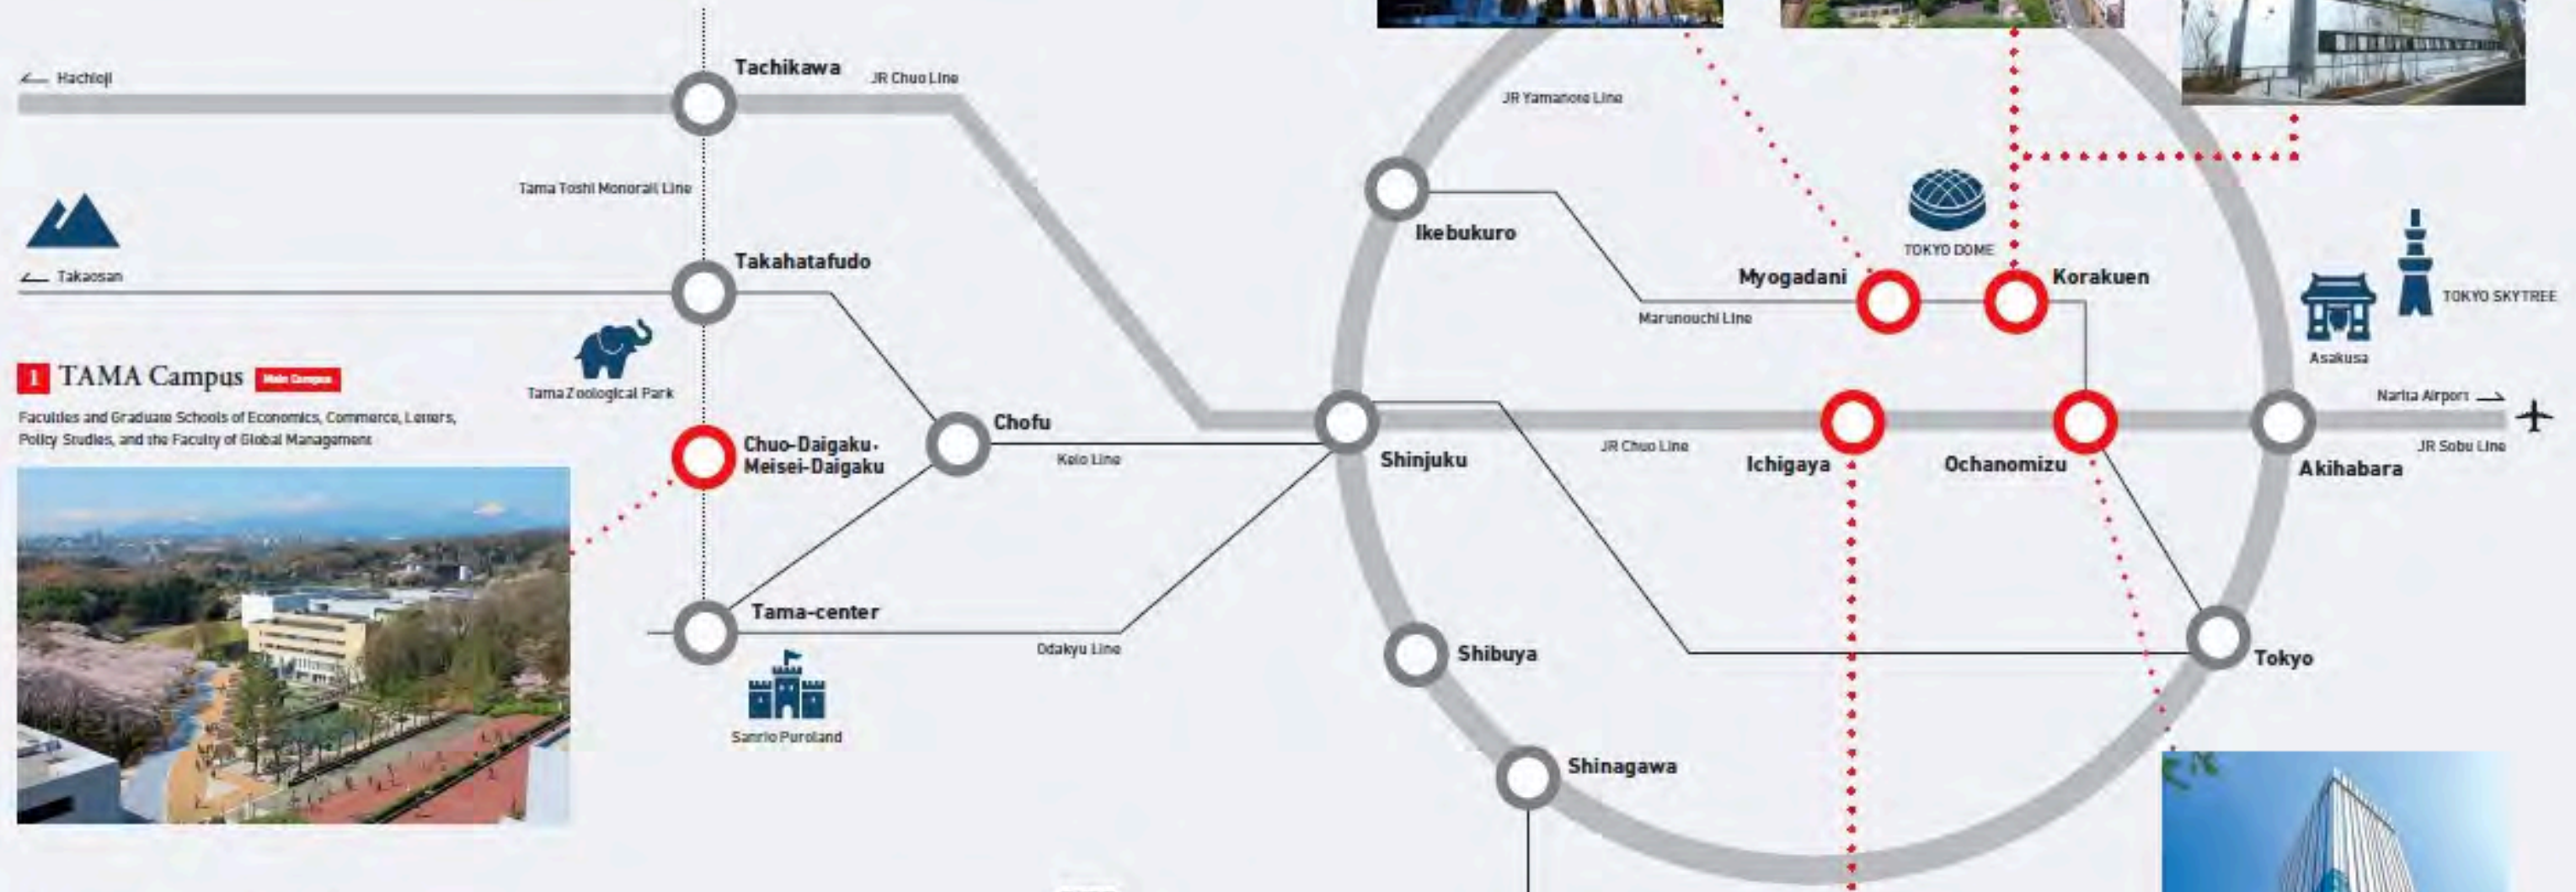 Tachikawa
JR Chuo Line
Hachioji
JR Yamanote Line
Tama Toshi Monorail Line
Ikebukuro
TOKYO DOME
Takaosan
Takahatafudo
Myogadani
Korakuen
TOKYO SKYTREE
Marunouchi Line
Asakusa
1 TAMA Campus Main Campus
Faculties and Graduate Schools of Economics, Commerce, Letters,
Policy Studies, and the Faculty of Global Management
Tama Zoological Park
Chuo-Daigaku·
Meisei-Daigaku
Chofu
Keio Line
Shinjuku
JR Chuo Line
Ichigaya
Ochanomizu
Narita Airport
JR Sobu Line
Akihabara
Tama-center
Odakyu Line
Shibuya
Tokyo
Sanrio Puroland
Shinagawa